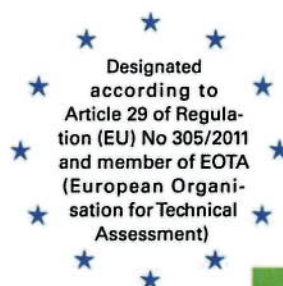 Designated
according to
Article 29 of Regula-
tion (EU) No 305/2011
and member of EOTA
(European Organi-
sation for Technical
Assessment)